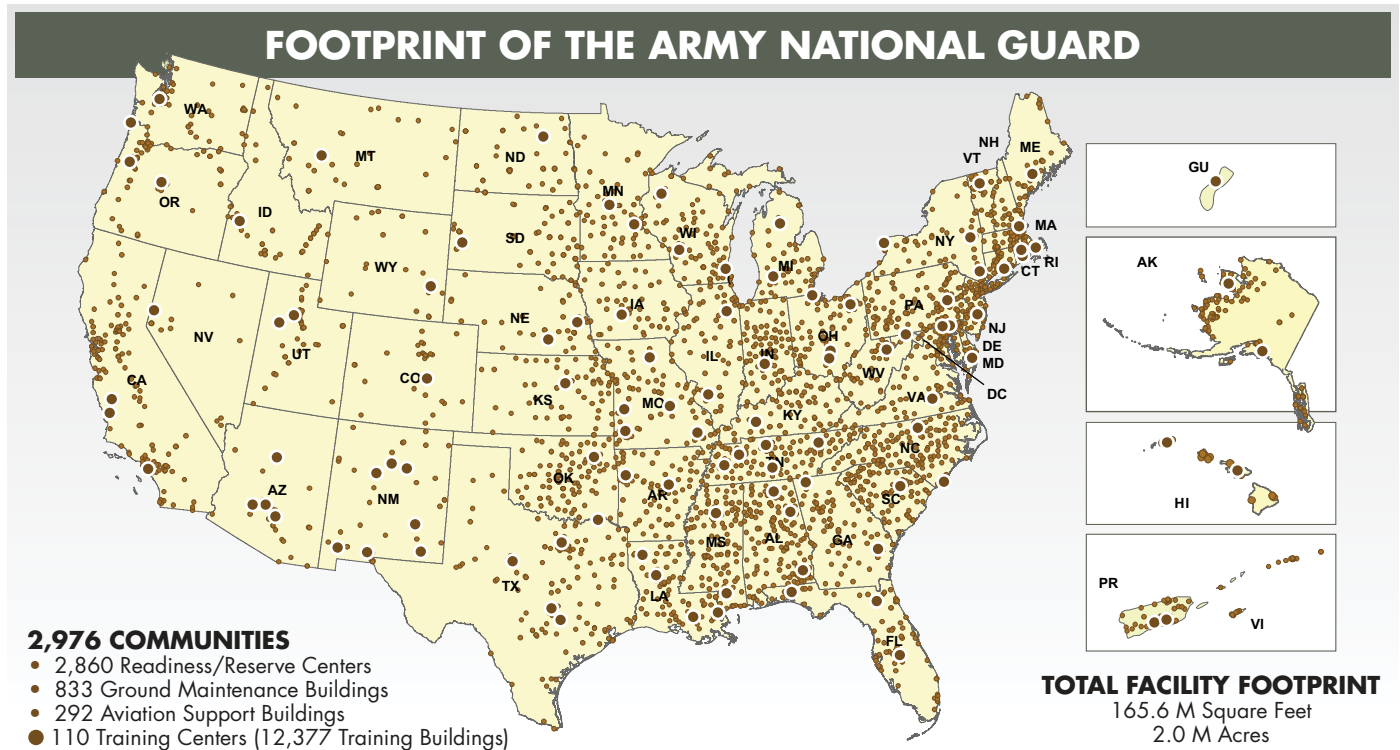 FOOTPRINT OF THE ARMY NATIONAL GUARD
WA
MT
ND
MN
OR
ID
SD
WI
MI
NH
VT
ME
NY
MA
CT
RI
WY
NE
IA
PA
NV
UT
CO
CA
KS
MO
IL
IN
OH
WV
VA
KY
NJ
DE
MD
DC
AZ
NM
OK
AR
TN
NC
SC
TX
LA
MS
AL
GA
FL
GU
AK
HI
PR
VI
2,976 COMMUNITIES
• 2,860 Readiness/Reserve Centers
• 833 Ground Maintenance Buildings
• 292 Aviation Support Buildings
● 110 Training Centers (12,377 Training Buildings)
TOTAL FACILITY FOOTPRINT
165.6 M Square Feet
2.0 M Acres